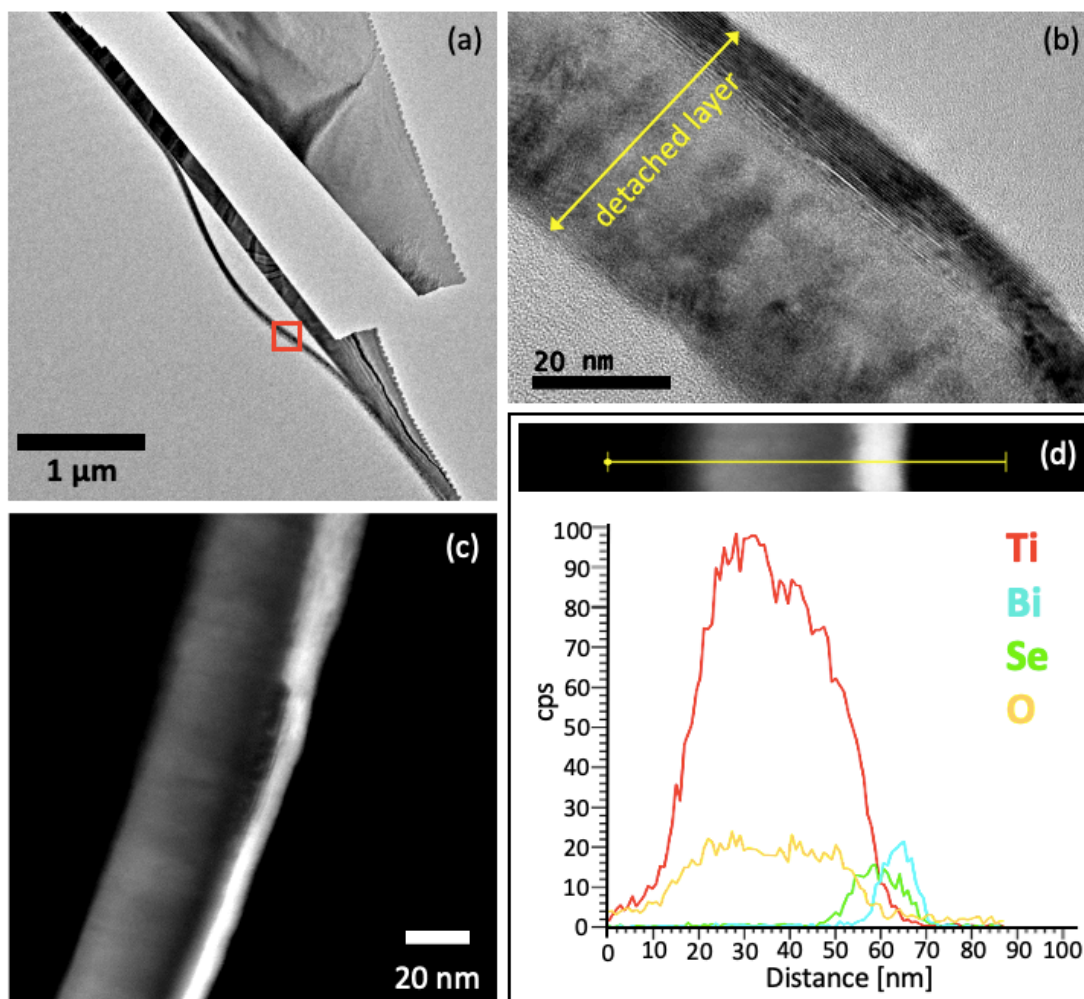 (a)
1 µm
(b)
detached layer
20 nm
(c)
20 nm
(d)
100
90
80
70
60
50
40
30
20
10
0
cps
Ti
Bi
Se
O
0 10 20 30 40 50 60 70 80 90 100
Distance [nm]